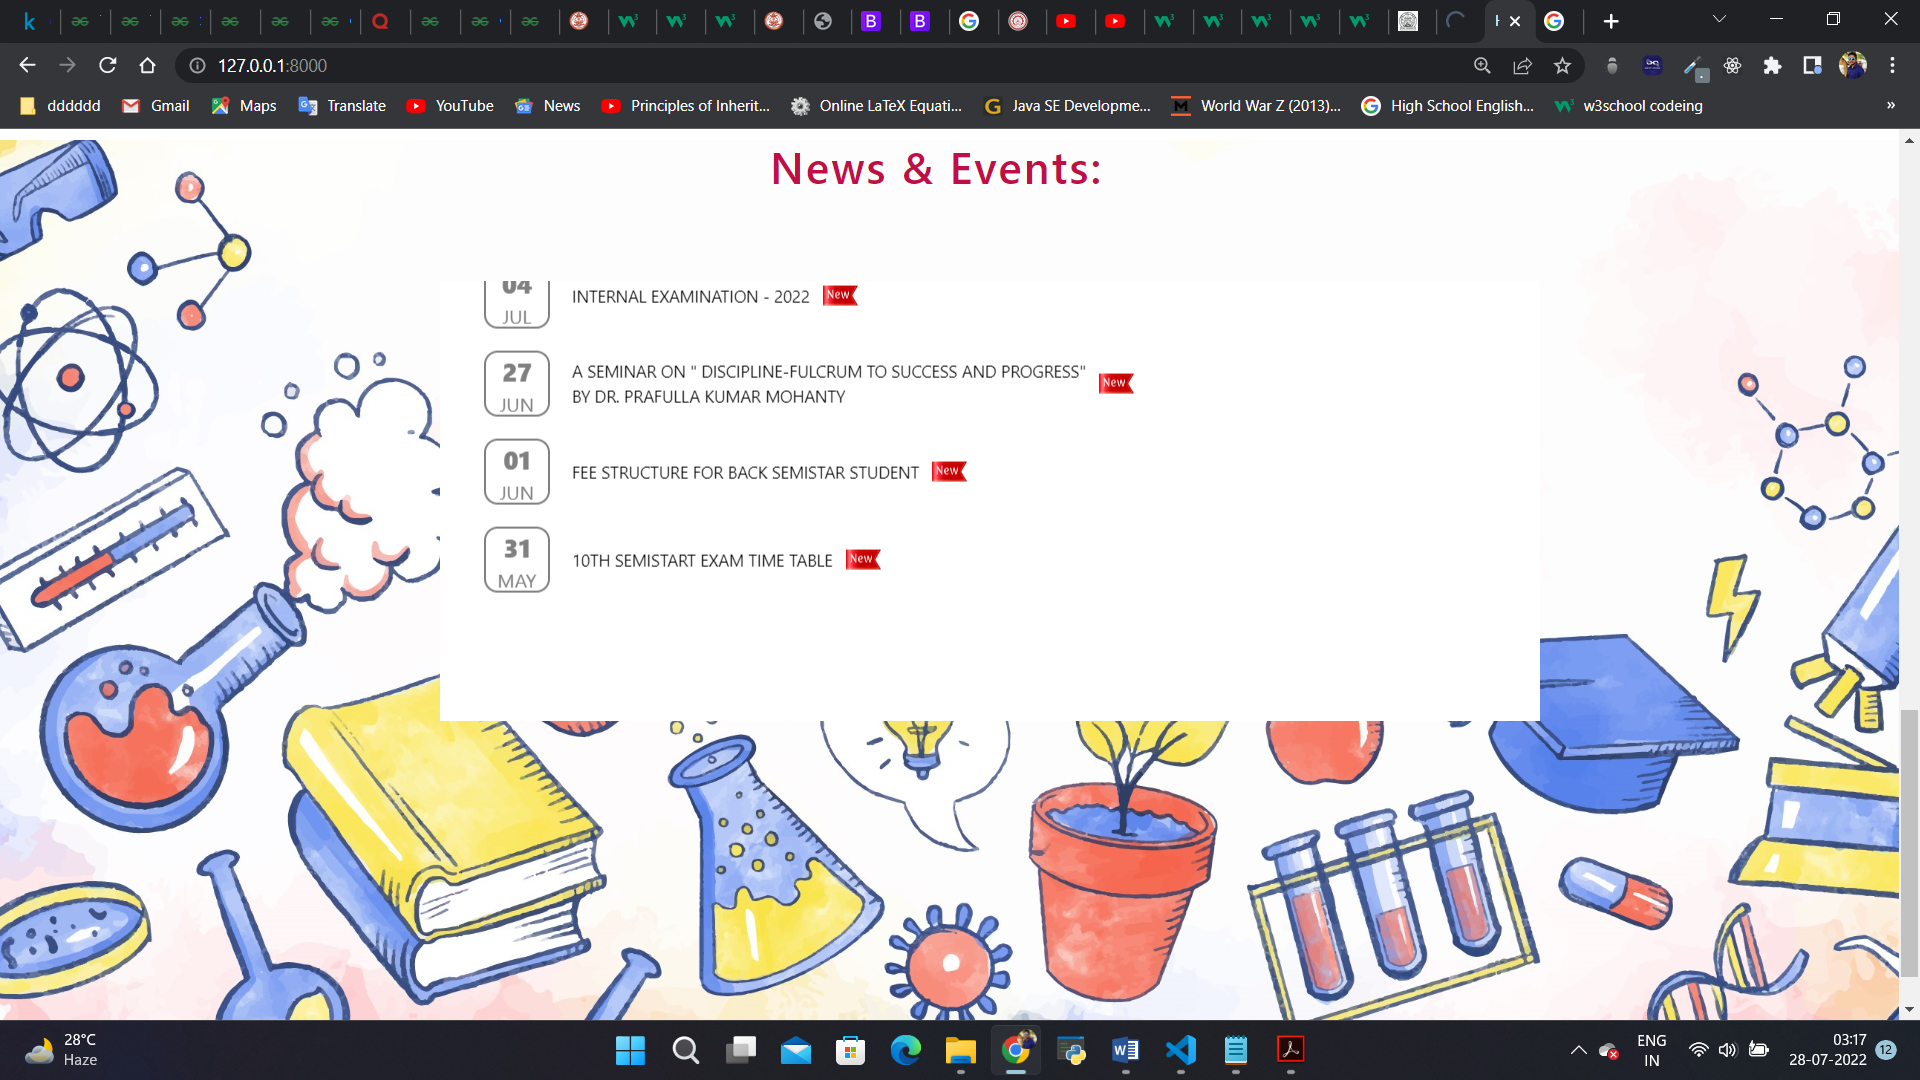 127.0.0.1:8000
dddddd
Gmail
Maps
Translate
YouTube
News
Principles of Inherit...
Online LaTeX Equati...
Java SE Developme...
World War Z (2013)...
High School English...
w3school codeing
»
News & Events:
04
JUL
INTERNAL EXAMINATION - 2022
New
27
JUN
A SEMINAR ON " DISCIPLINE-FULCRUM TO SUCCESS AND PROGRESS"
BY DR. PRAFULLA KUMAR MOHANTY
New
01
JUN
FEE STRUCTURE FOR BACK SEMISTAR STUDENT
New
31
MAY
10TH SEMISTART EXAM TIME TABLE
New
28°C
Haze
ENG
IN
03:17
28-07-2022
12